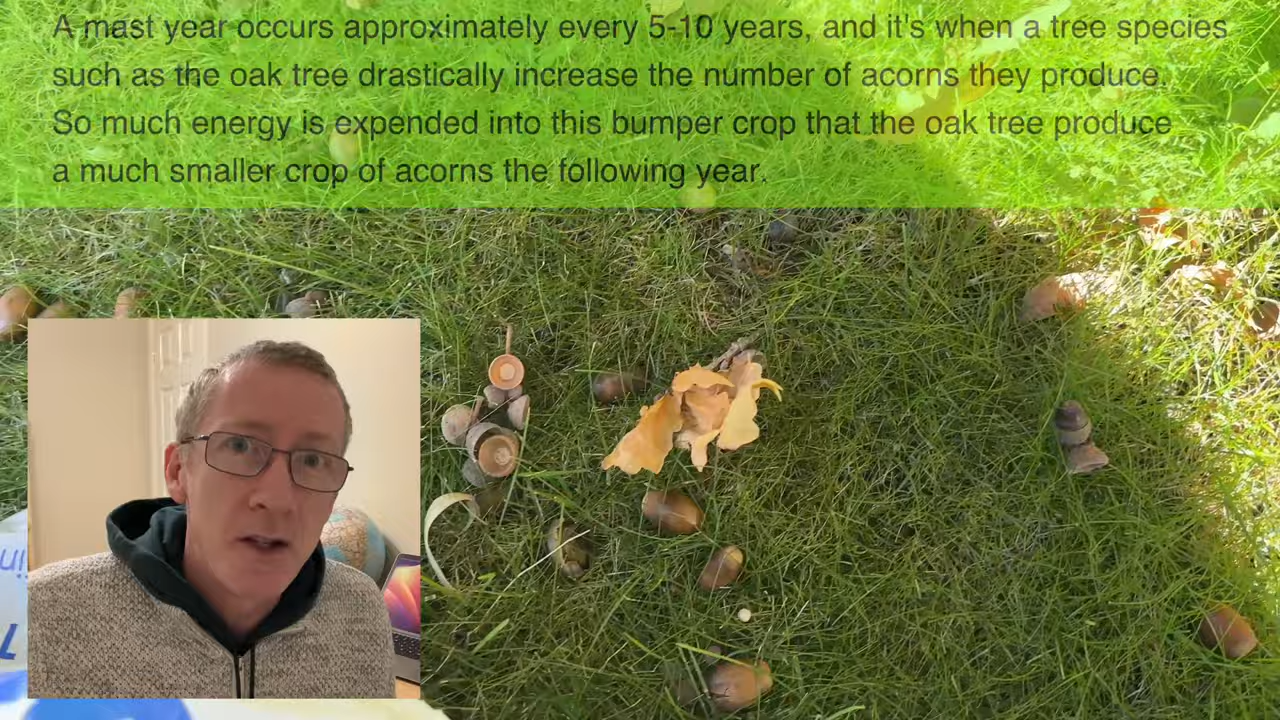 A mast year occurs approximately every 5-10 years, and it's when a tree species
such as the oak tree drastically increase the number of acorns they produce.
So much energy is expended into this bumper crop that the oak tree produce
a much smaller crop of acorns the following year.